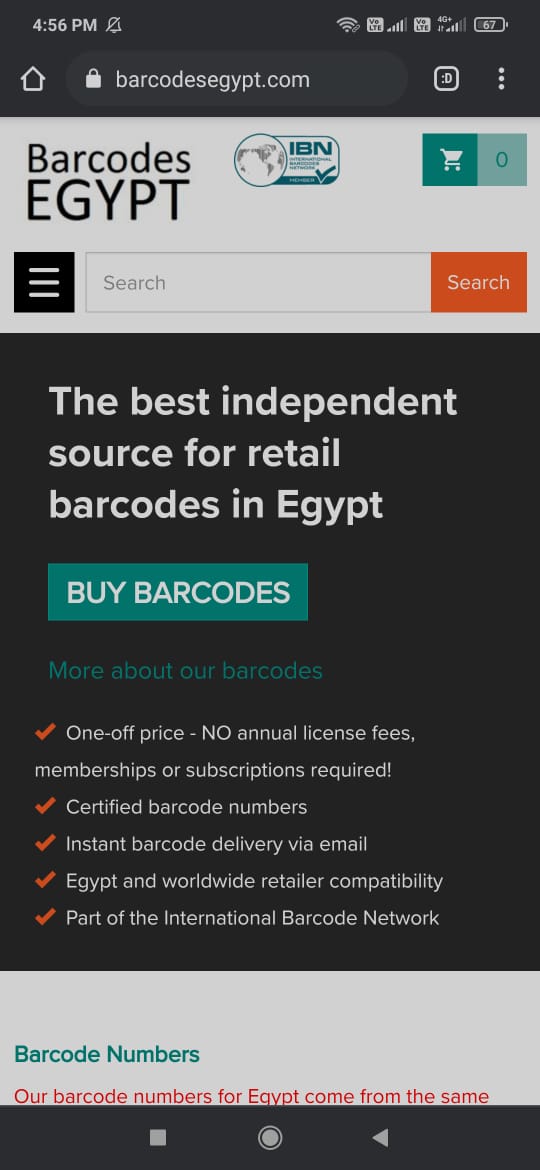 4:56 PM
Vo LTE
Vo LTE
4G+
67
barcodesegypt.com
:D
Barcodes
EGYPT
IBN
INTERNATIONAL
BARCODES
NETWORK
MEMBER
0
Search
Search
The best independent
source for retail
barcodes in Egypt
BUY BARCODES
More about our barcodes
One-off price - NO annual license fees,
memberships or subscriptions required!
Certified barcode numbers
Instant barcode delivery via email
Egypt and worldwide retailer compatibility
Part of the International Barcode Network
Barcode Numbers
Our barcode numbers for Egypt come from the same